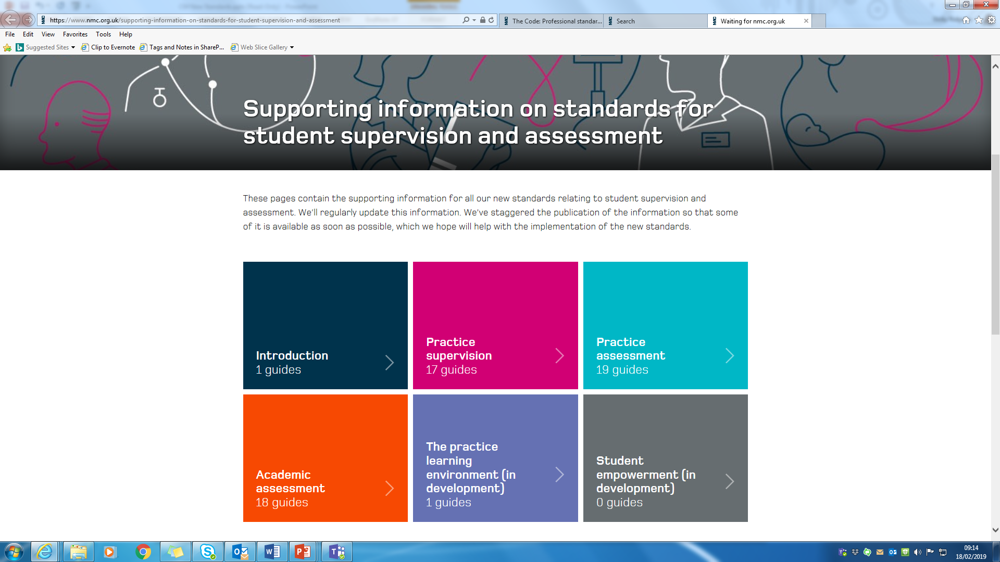 https://www.nmc.org.uk/supporting-information-on-standards-for-student-supervision-and-assessment
The Code: Professional standar...
Search
Waiting for nmc.org.uk
File Edit View Favorites Tools Help
Suggested Sites
Clip to Evernote
Tags and Notes in ShareP...
Web Slice Gallery
Supporting information on standards for
student supervision and assessment
These pages contain the supporting information for all our new standards relating to student supervision and
assessment. We'll regularly update this information. We've staggered the publication of the information so that some
of it is available as soon as possible, which we hope will help with the implementation of the new standards.
Introduction
1 guides
Practice
supervision
17 guides
Practice
assessment
19 guides
Academic
assessment
18 guides
The practice
learning
environment (in
development)
1 guides
Student
empowerment (in
development)
0 guides
09:14
18/02/2019